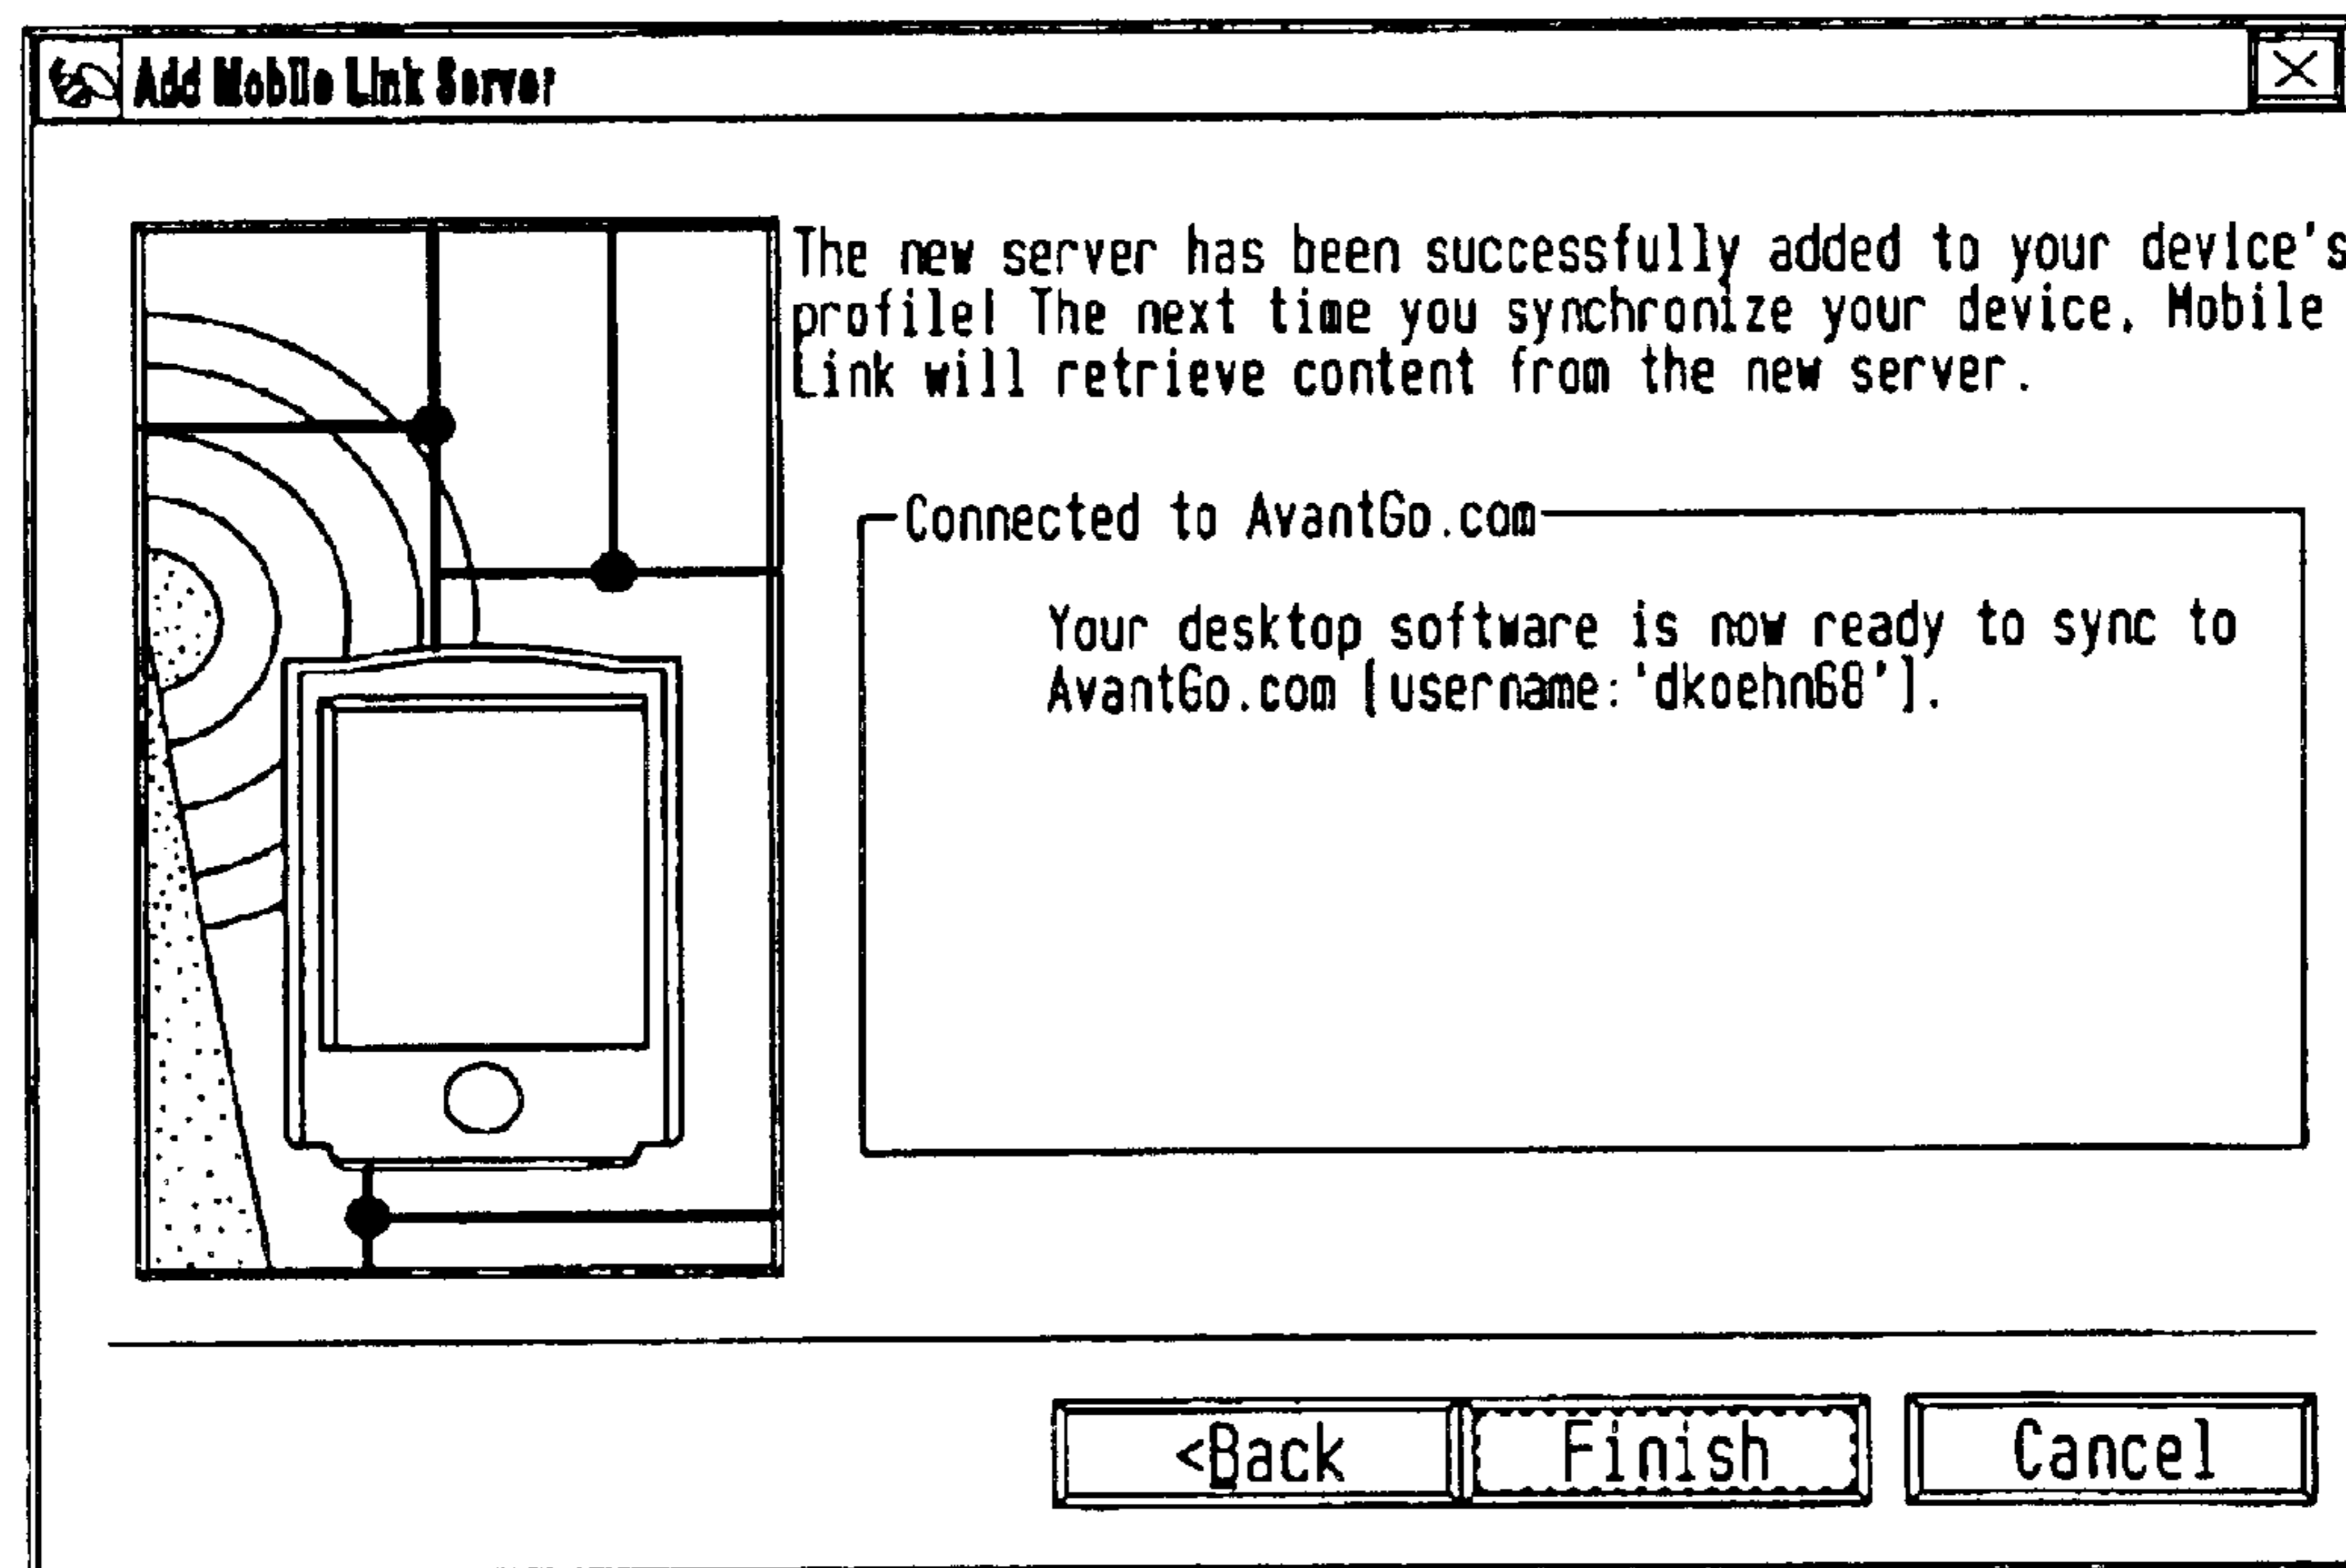 Add Mobile Link Server
The new server has been successfully added to your device's
profile! The next time you synchronize your device, Mobile
Link will retrieve content from the new server.
Connected to AvantGo.com
Your desktop software is now ready to sync to
AvantGo.com [username:'dkoehn68'].
<Back
Finish
Cancel